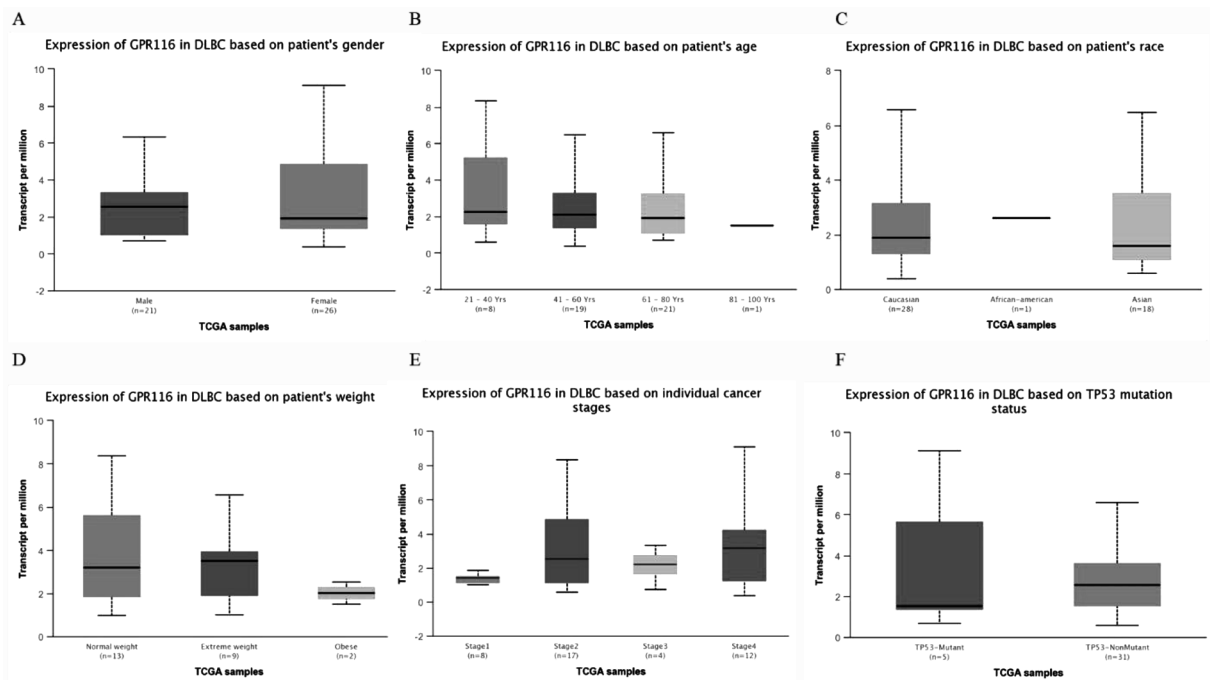 A
Expression of GPR116 in DLBC based on patient's gender
Transcript per million
10
8
6
4
2
0
-2
Male
(n=21)
Female
(n=26)
TCGA samples
B
Expression of GPR116 in DLBC based on patient's age
Transcript per million
10
8
6
4
2
0
-2
21 - 40 Yrs
(n=8)
41 - 60 Yrs
(n=19)
61 - 80 Yrs
(n=21)
81 - 100 Yrs
(n=1)
TCGA samples
C
Expression of GPR116 in DLBC based on patient's race
Transcript per million
8
6
4
2
0
Caucasian
(n=28)
African-american
(n=1)
Asian
(n=18)
TCGA samples
D
Expression of GPR116 in DLBC based on patient's weight
Transcript per million
10
8
6
4
2
0
Normal weight
(n=13)
Extreme weight
(n=9)
Obese
(n=2)
TCGA samples
E
Expression of GPR116 in DLBC based on individual cancer
stages
Transcript per million
10
8
6
4
2
0
-2
Stage1
(n=8)
Stage2
(n=17)
Stage3
(n=4)
Stage4
(n=12)
TCGA samples
F
Expression of GPR116 in DLBC based on TP53 mutation
status
Transcript per million
10
8
6
4
2
0
TP53-Mutant
(n=5)
TP53-NonMutant
(n=31)
TCGA samples